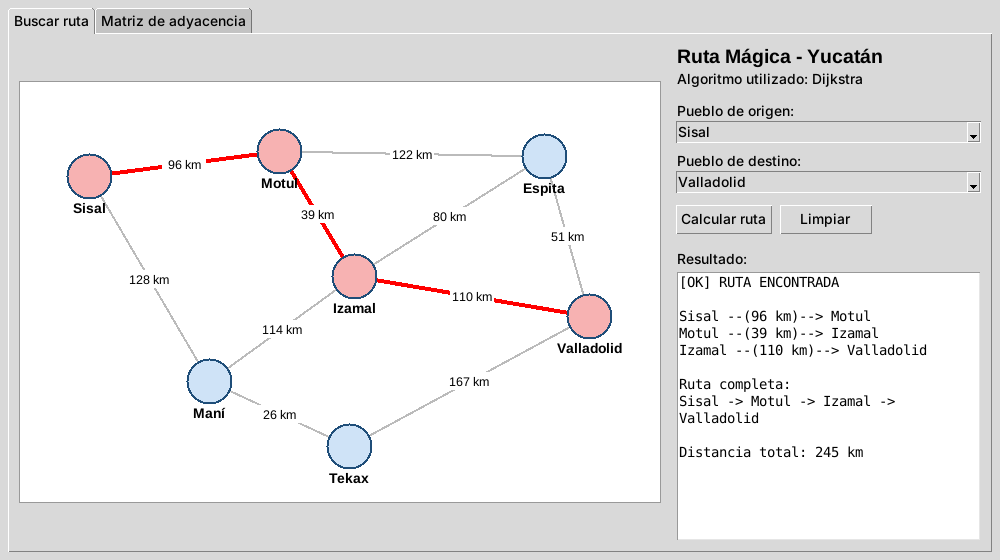 Buscar ruta
Matriz de adyacencia
Ruta Mágica - Yucatán
Algoritmo utilizado: Dijkstra
Pueblo de origen:
Sisal
Pueblo de destino:
Valladolid
Calcular ruta
Limpiar
Resultado:
[OK] RUTA ENCONTRADA
Sisal --(96 km)--> Motul
Motul --(39 km)--> Izamal
Izamal --(110 km)--> Valladolid
Ruta completa:
Sisal -> Motul -> Izamal ->
Valladolid
Distancia total: 245 km
96 km
122 km
Motul
Espita
Sisal
39 km
80 km
51 km
128 km
110 km
Izamal
114 km
Valladolid
167 km
Maní
26 km
Tekax